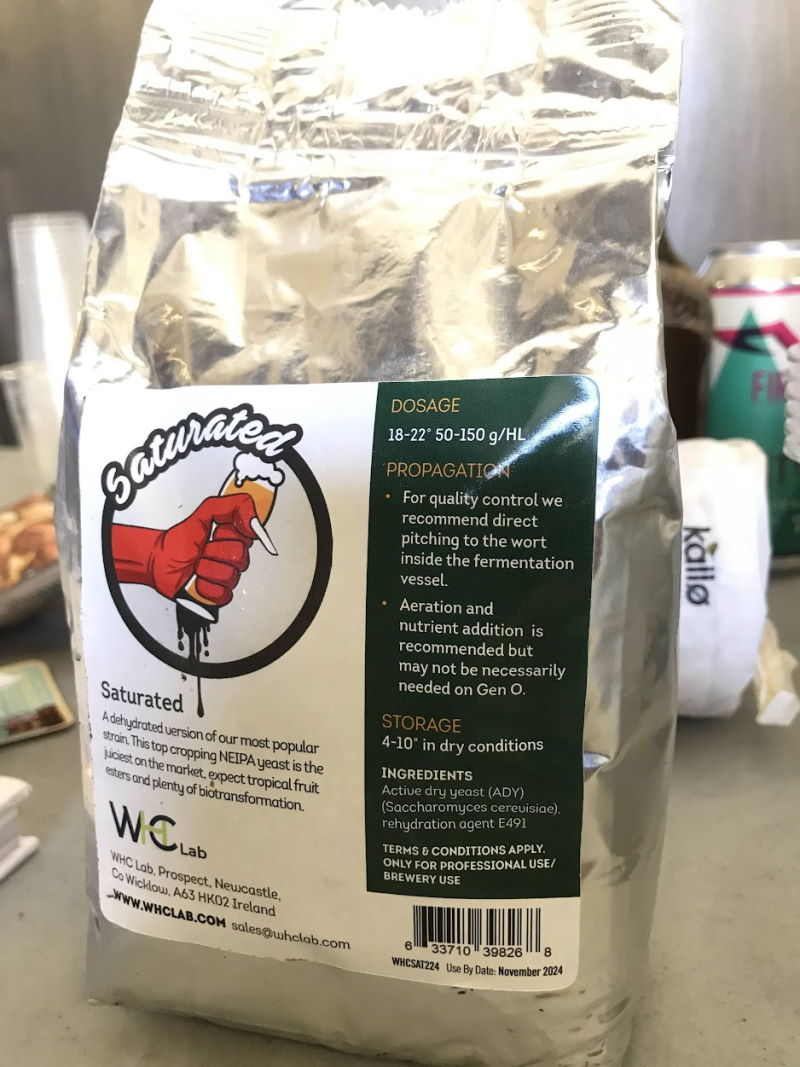 Saturated
Saturated
A dehydrated version of our most popular
strain. This top cropping NEIPA yeast is the
juiciest on the market, expect tropical fruit
esters and plenty of biotransformation.
WHC Lab
WHC Lab, Prospect, Newcastle,
Co Wicklow, A63 HK02 Ireland
WWW.WHCLAB.COM sales@whclab.com
DOSAGE
18-22° 50-150 g/HL
PROPAGATION
• For quality control we
recommend direct
pitching to the wort
inside the fermentation
vessel.
• Aeration and
nutrient addition is
recommended but
may not be necessarily
needed on Gen O.
STORAGE
4-10° in dry conditions
INGREDIENTS
Active dry yeast (ADY)
(Saccharomyces cereuisiae),
rehydration agent E491
TERMS & CONDITIONS APPLY.
ONLY FOR PROFESSIONAL USE/
BREWERY USE
6 33710 39826 8
WHCSAT224 Use By Date: November 2024
kallø